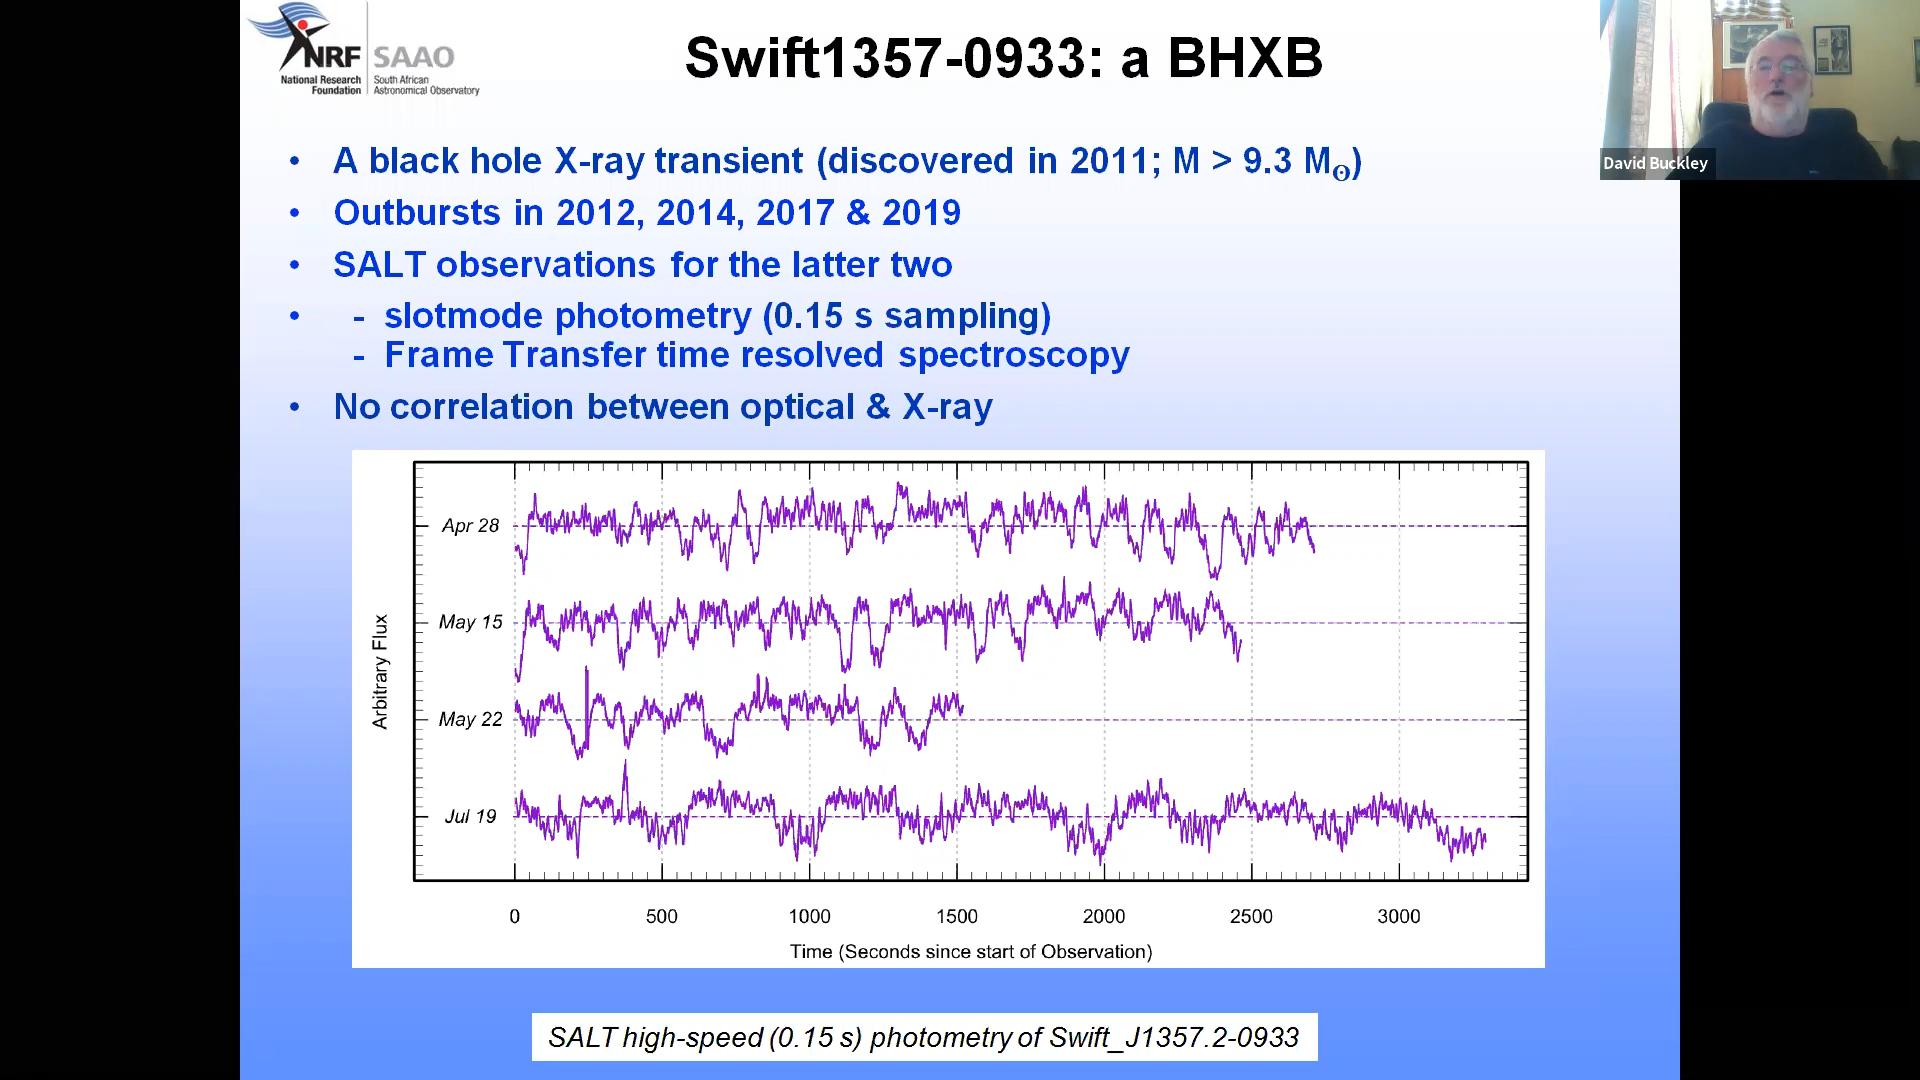 NRF
SAAO
National Research
Foundation
South African
Astronomical Observatory
Swift1357-0933: a BHXB
David Buckley
• A black hole X-ray transient (discovered in 2011; M > 9.3 M⊙)
• Outbursts in 2012, 2014, 2017 & 2019
• SALT observations for the latter two
• - slotmode photometry (0.15 s sampling)
- Frame Transfer time resolved spectroscopy
• No correlation between optical & X-ray
Arbitrary Flux
Apr 28
May 15
May 22
Jul 19
0 500 1000 1500 2000 2500 3000
Time (Seconds since start of Observation)
SALT high-speed (0.15 s) photometry of Swift_J1357.2-0933